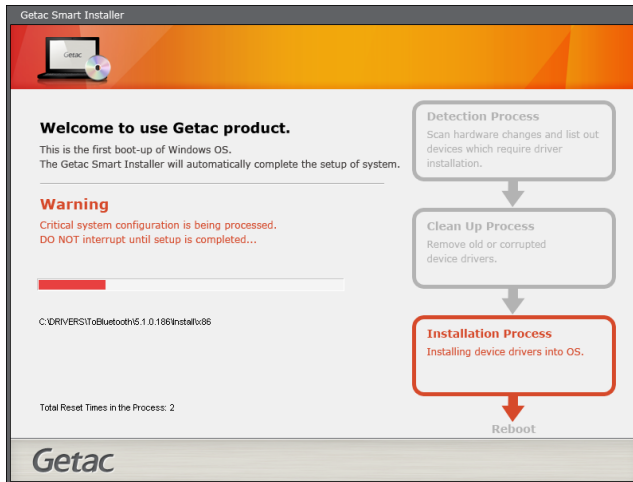 Getac Smart Installer
Getac
Welcome to use Getac product.
This is the first boot-up of Windows OS.
The Getac Smart Installer will automatically complete the setup of system.
Warning
Critical system configuration is being processed.
DO NOT interrupt until setup is completed...
C:\DRIVERS\ToBluetooth\5.1.0.186\Install\x86
Total Reset Times in the Process: 2
Detection Process
Scan hardware changes and list out
devices which require driver
installation.
Clean Up Process
Remove old or corrupted
device drivers.
Installation Process
Installing device drivers into OS.
Reboot
Getac